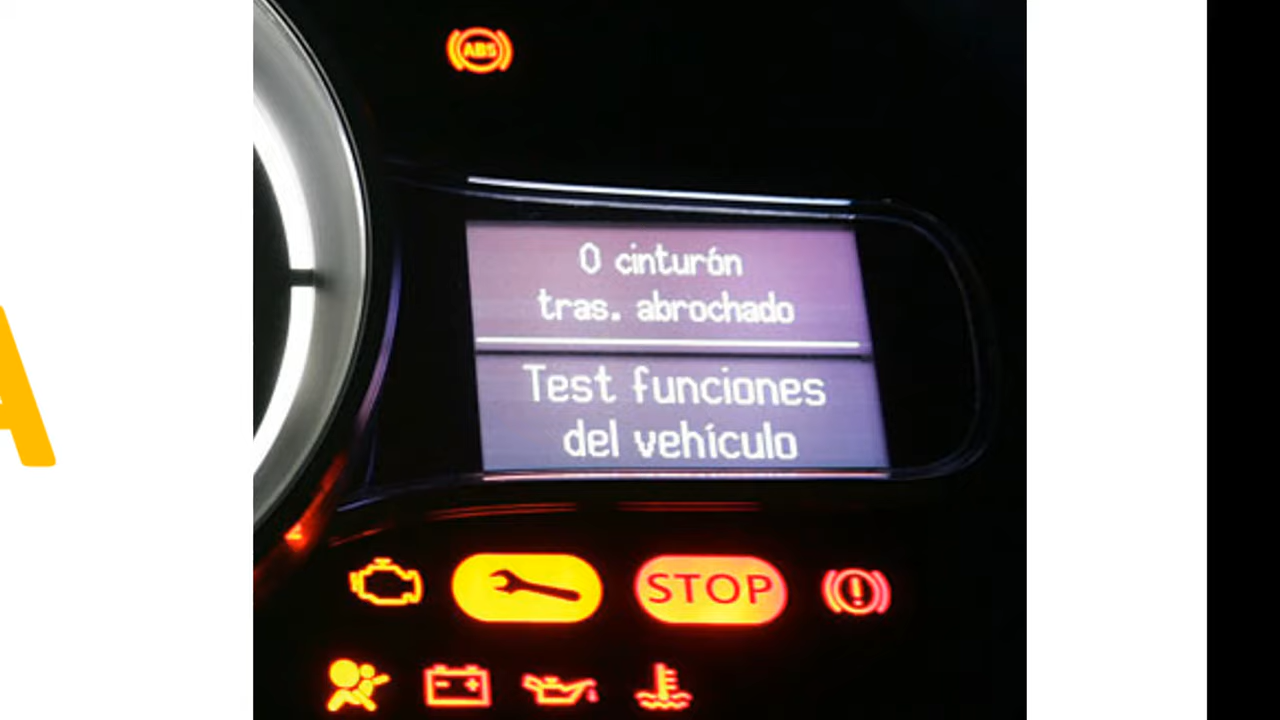 ABS
0 cinturón
tras. abrochado
Test funciones
del vehículo
STOP
A